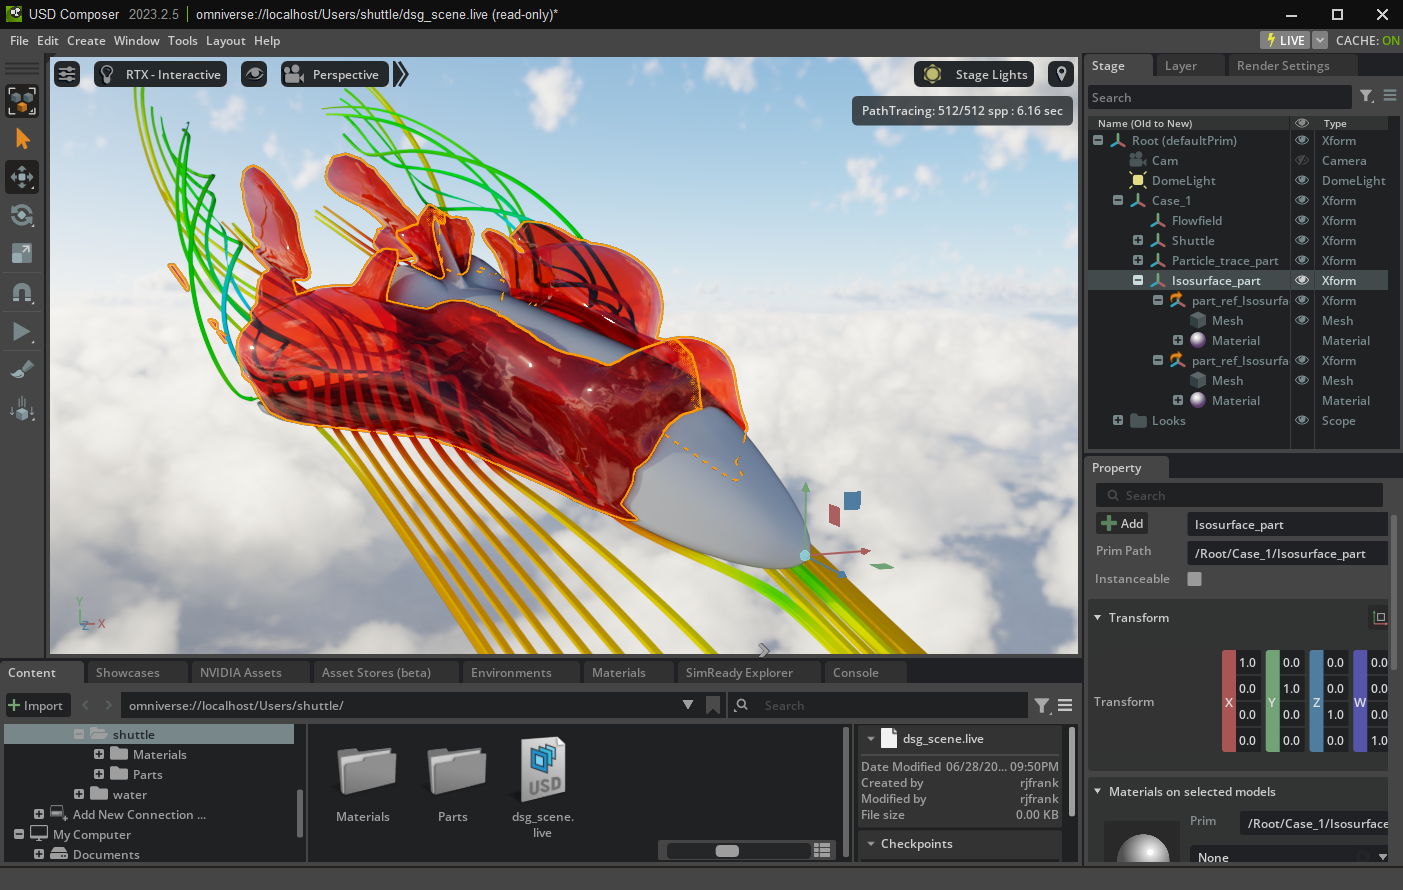 USD Composer 2023.2.5 omniverse://localhost/Users/shuttle/dsg_scene.live (read-only)*
File Edit Create Window Tools Layout Help
LIVE CACHE: ON
RTX - Interactive
Perspective
Stage Lights
PathTracing: 512/512 spp : 6.16 sec
Y
Z X
Stage Layer Render Settings
Search
Name (Old to New) Type
Root (defaultPrim) Xform
Cam Camera
DomeLight DomeLight
Case_1 Xform
Flowfield Xform
Shuttle Xform
Particle_trace_part Xform
Isosurface_part Xform
part_ref_Isosurfa Xform
Mesh Mesh
Material Material
part_ref_Isosurfa Xform
Mesh Mesh
Material Material
Looks Scope
Property
Search
Add Isosurface_part
Prim Path /Root/Case_1/Isosurface_part
Instanceable
Transform
Transform
X Y Z W
1.0 0.0 0.0 0.0
0.0 1.0 0.0 0.0
0.0 0.0 1.0 0.0
0.0 0.0 0.0 1.0
Materials on selected models
Prim /Root/Case_1/Isosurface
None
Content Showcases NVIDIA Assets Asset Stores (beta) Environments Materials SimReady Explorer Console
Import omniverse://localhost/Users/shuttle/ Search
shuttle
Materials
Parts
water
Add New Connection ...
My Computer
Documents
Materials
Parts
USD
dsg_scene.
live
dsg_scene.live
Date Modified 06/28/20... 09:50PM
Created by rjfrank
Modified by rjfrank
File size 0.00 KB
Checkpoints